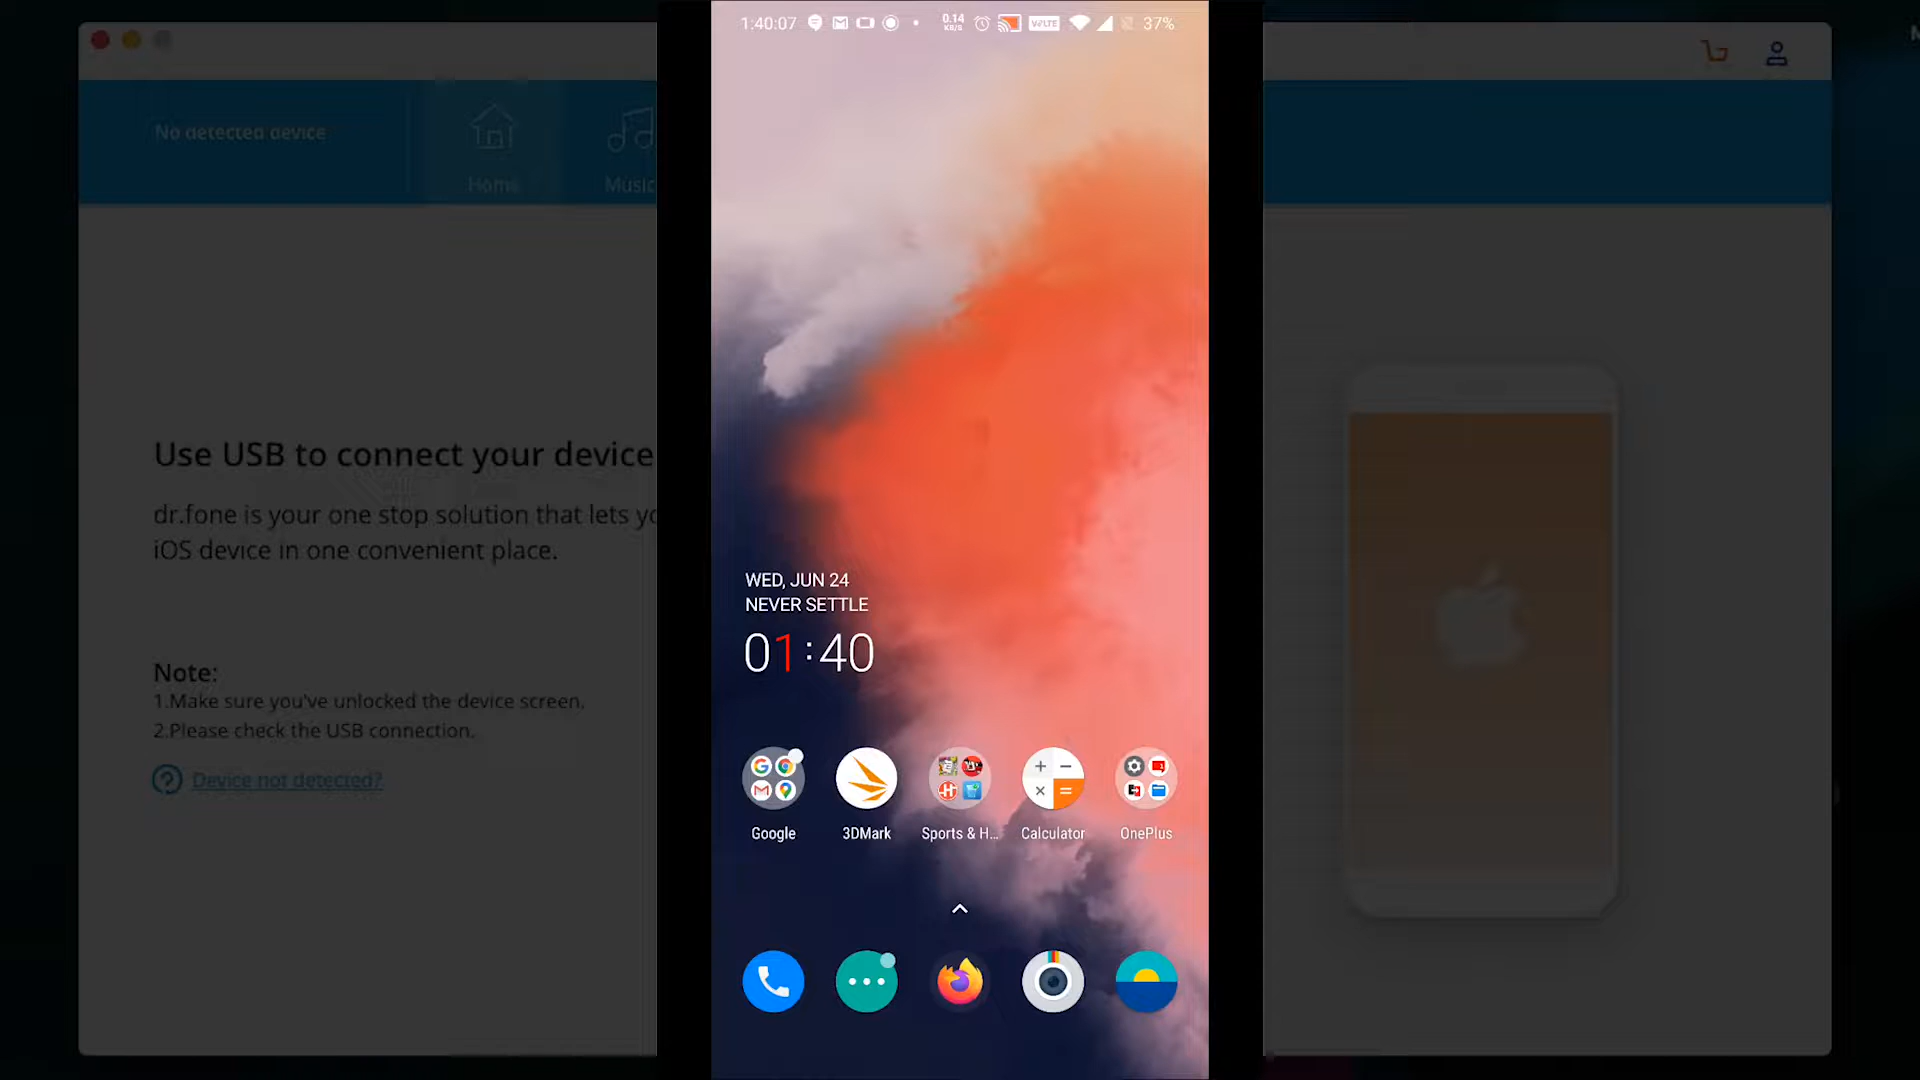 1:40:07
0.14
KB/S
VoLTE
37%
No detected device
Home
Music
Use USB to connect your device
dr.fone is your one stop solution that lets yo
iOS device in one convenient place.
Note:
1.Make sure you've unlocked the device screen.
2.Please check the USB connection.
Device not detected?
WED, JUN 24
NEVER SETTLE
01:40
Google
3DMark
Sports & H...
Calculator
OnePlus